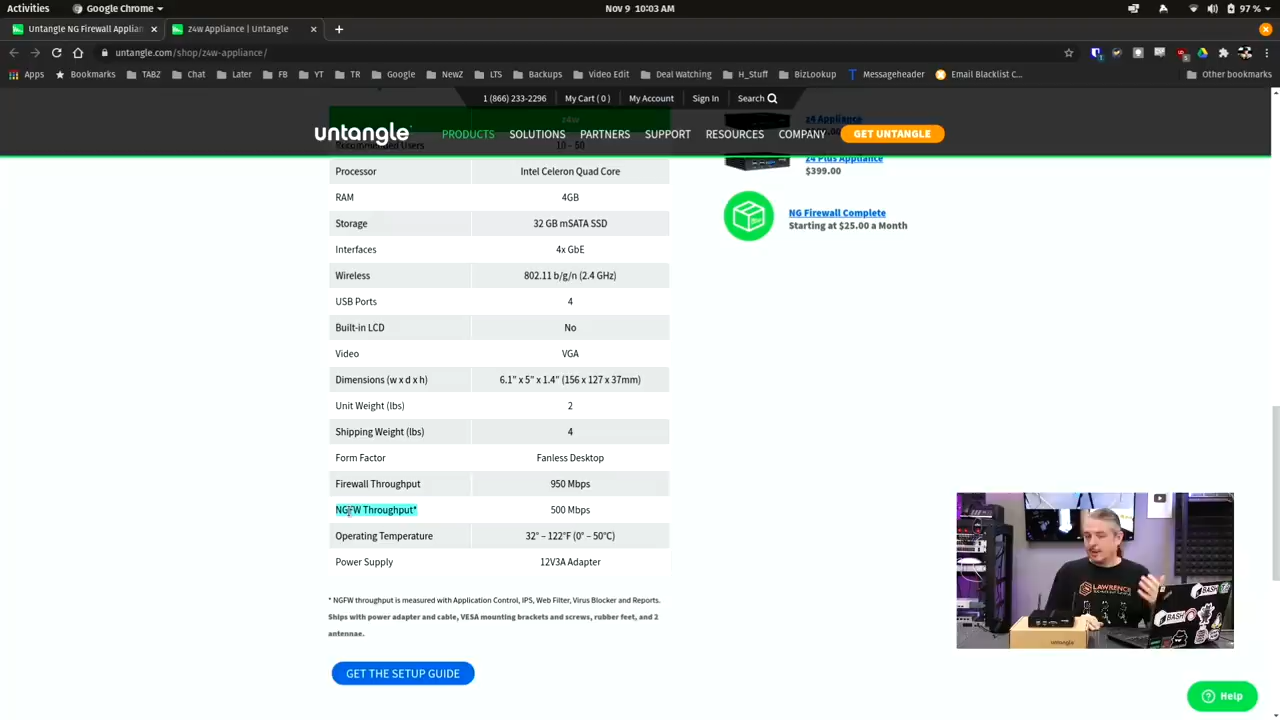 Activities
Google Chrome
Nov 9 10:03 AM
97 %
Untangle NG Firewall Applian
z4w Appliance | Untangle
untangle.com/shop/z4w-appliance/
Apps
Bookmarks
TABZ
Chat
Later
FB
YT
TR
Google
NewZ
LTS
Backups
Video Edit
Deal Watching
H_Stuff
BizLookup
Messageheader
Email Blacklist C...
Other bookmarks
1 (866) 233-2296
My Cart ( 0 )
My Account
Sign In
Search
untangle
PRODUCTS
SOLUTIONS
PARTNERS
SUPPORT
RESOURCES
COMPANY
GET UNTANGLE
z4w
Recommended Users 10 – 50
Processor Intel Celeron Quad Core
RAM 4GB
Storage 32 GB mSATA SSD
Interfaces 4x GbE
Wireless 802.11 b/g/n (2.4 GHz)
USB Ports 4
Built-in LCD No
Video VGA
Dimensions (w x d x h) 6.1" x 5" x 1.4" (156 x 127 x 37mm)
Unit Weight (lbs) 2
Shipping Weight (lbs) 4
Form Factor Fanless Desktop
Firewall Throughput 950 Mbps
NGFW Throughput* 500 Mbps
Operating Temperature 32° – 122°F (0° – 50°C)
Power Supply 12V3A Adapter
* NGFW throughput is measured with Application Control, IPS, Web Filter, Virus Blocker and Reports.
Ships with power adapter and cable, VESA mounting brackets and screws, rubber feet, and 2
antennae.
GET THE SETUP GUIDE
z4 Appliance
z4 Plus Appliance
$399.00
NG Firewall Complete
Starting at $25.00 a Month
LAWRENCE
untangle
BASH
Help